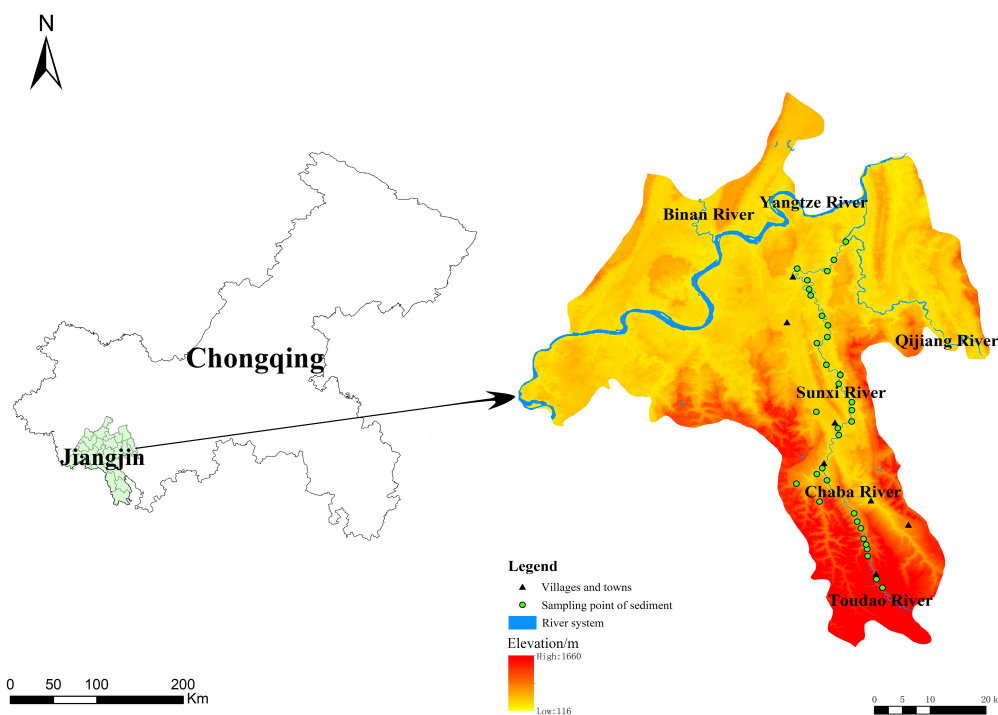 N
Yangtze River
Binan River
Qijiang River
Chongqing
Sunxi River
Jiangjin
Chaba River
Toudao River
Legend
Villages and towns
Sampling point of sediment
River system
Elevation/m
High:1660
Low:116
0 50 100 200
Km
0 5 10 20 k